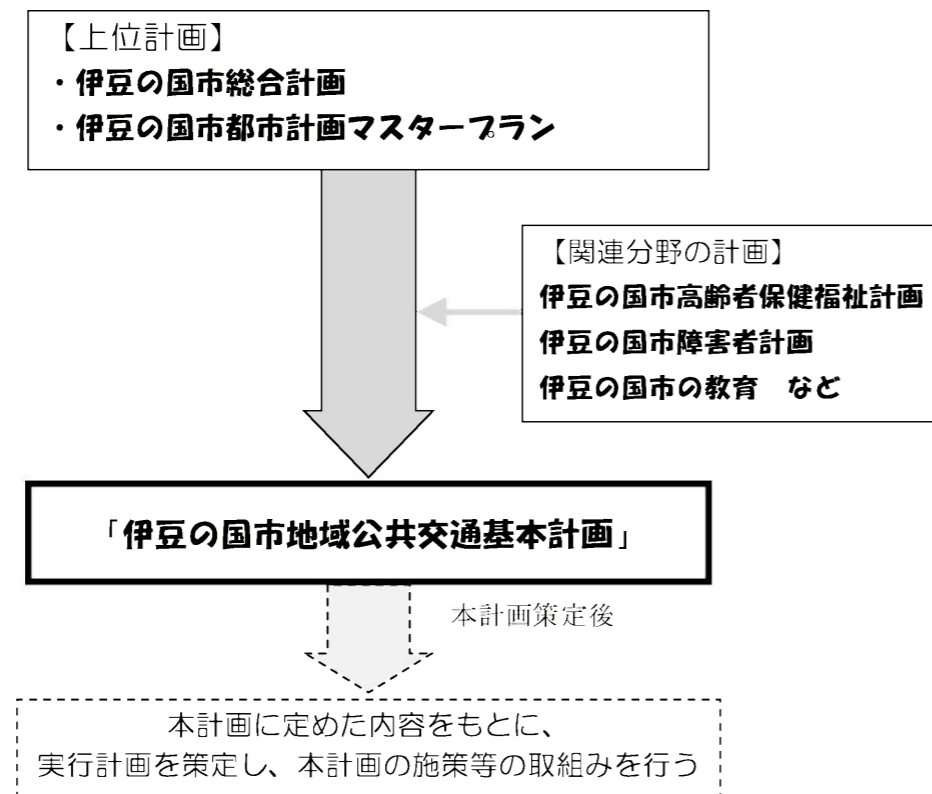 【上位計画】
・伊豆の国市総合計画
・伊豆の国市都市計画マスタープラン
【関連分野の計画】
伊豆の国市高齢者保健福祉計画
伊豆の国市障害者計画
伊豆の国市の教育　など
「伊豆の国市地域公共交通基本計画」
本計画策定後
本計画に定めた内容をもとに、
実行計画を策定し、本計画の施策等の取組みを行う